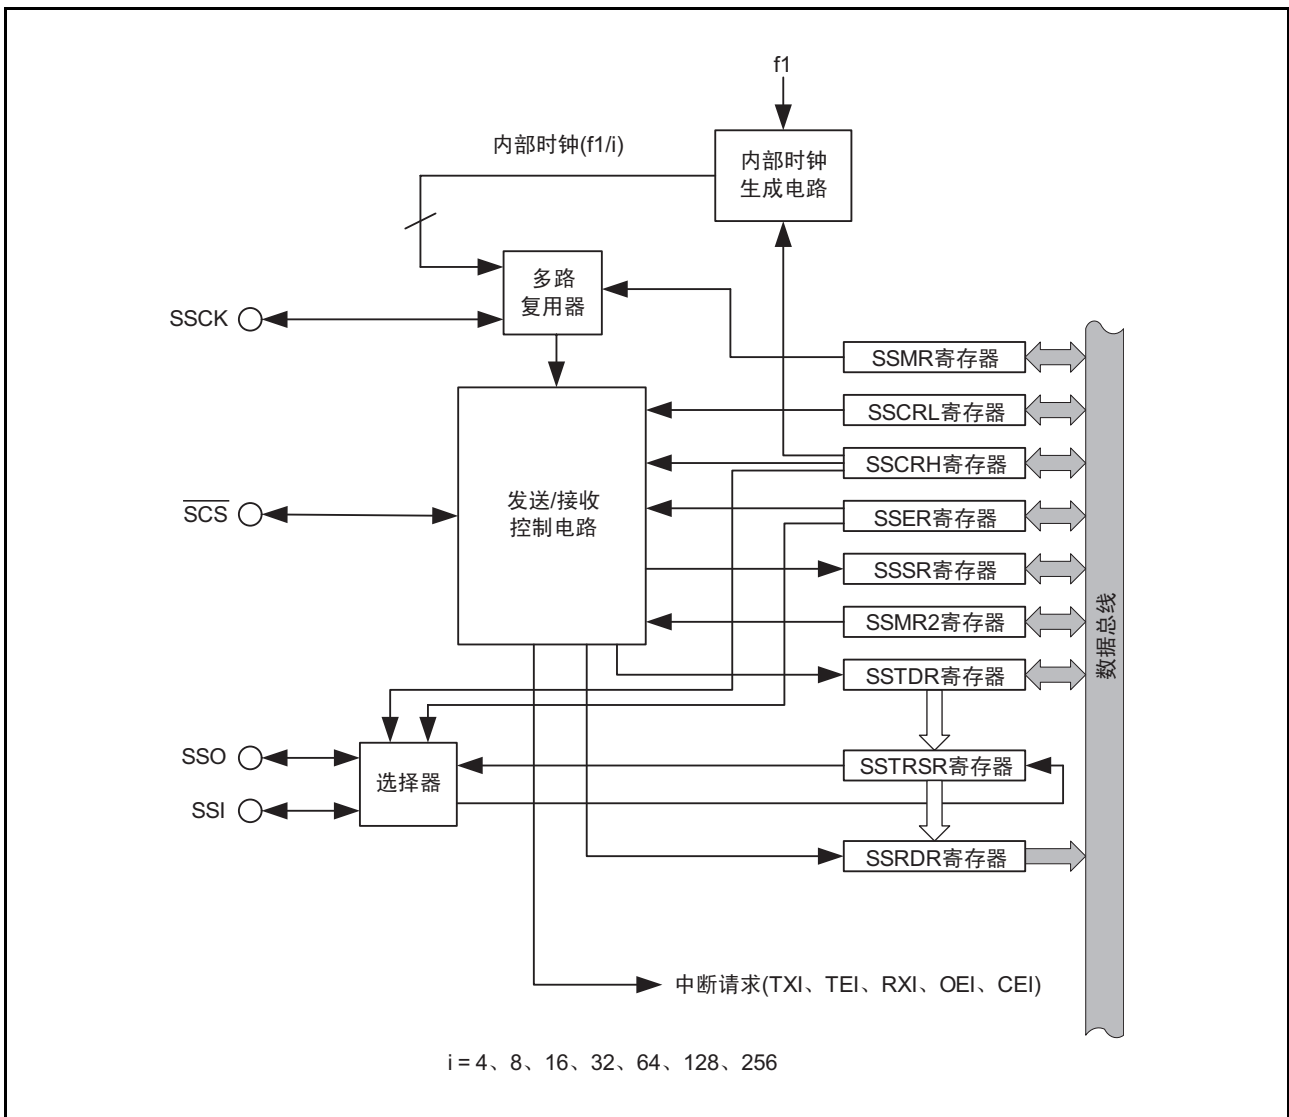 f1
内部时钟(f1/i)
内部时钟
生成电路
多路
复用器
SSCK
SSMR寄存器
SSCRL寄存器
SSCRH寄存器
SCS
发送/接收
控制电路
SSER寄存器
SSSR寄存器
SSMR2寄存器
数据总线
SSTDR寄存器
SSO
选择器
SSTRSR寄存器
SSI
SSRDR寄存器
中断请求(TXI、TEI、RXI、OEI、CEI)
i = 4、8、16、32、64、128、256